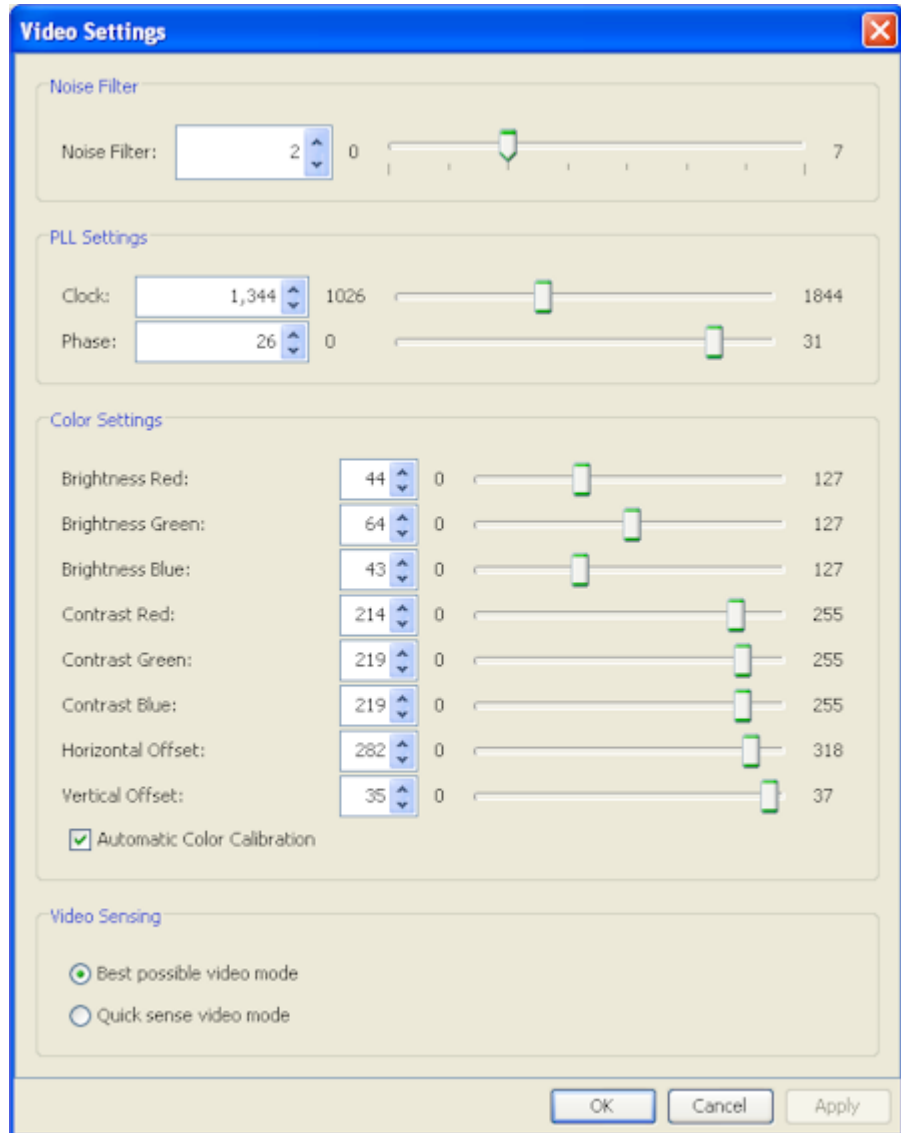 Video Settings
Noise Filter
Noise Filter: 2 0 7
PLL Settings
Clock: 1,344 1026 1844
Phase: 26 0 31
Color Settings
Brightness Red: 44 0 127
Brightness Green: 64 0 127
Brightness Blue: 43 0 127
Contrast Red: 214 0 255
Contrast Green: 219 0 255
Contrast Blue: 219 0 255
Horizontal Offset: 282 0 318
Vertical Offset: 35 0 37
Automatic Color Calibration
Video Sensing
Best possible video mode
Quick sense video mode
OK Cancel Apply